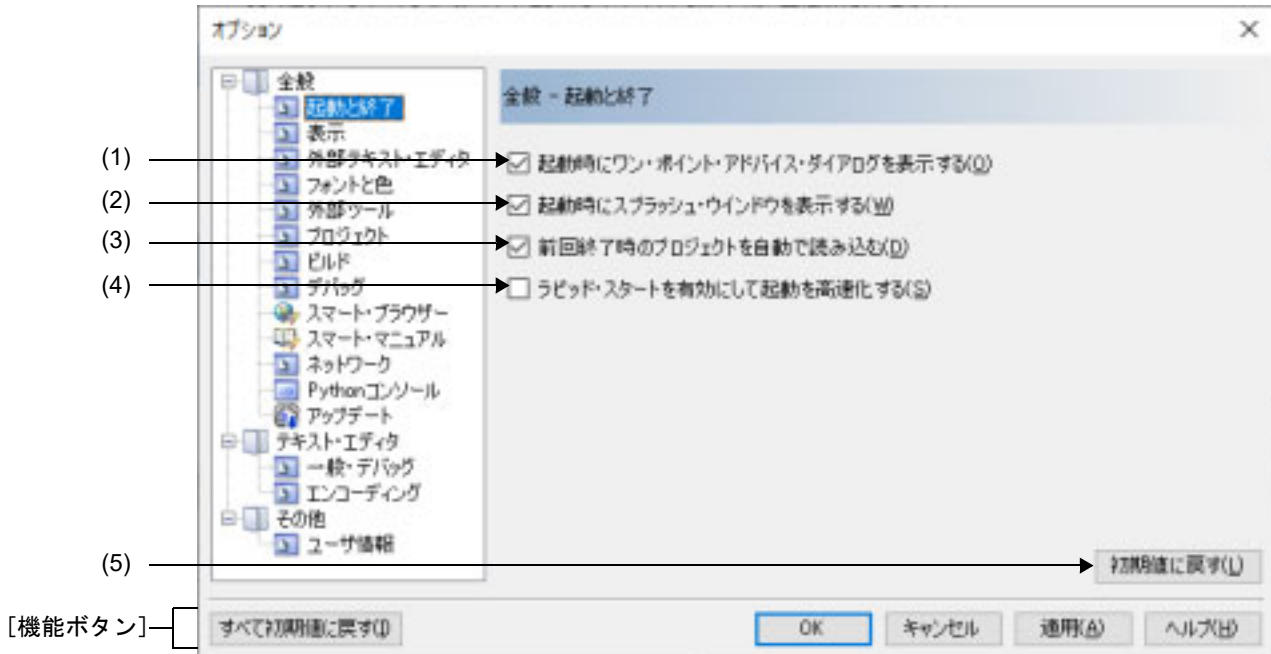 オプション
全般
起動と終了
表示
外部テキスト・エディタ
フォントと色
外部ツール
プロジェクト
ビルド
デバッグ
スマート・ブラウザー
スマート・マニュアル
ネットワーク
Pythonコンソール
アップデート
テキスト・エディタ
一般・デバッグ
エンコーディング
その他
ユーザ情報
全般 - 起動と終了
(1)
起動時にワン・ポイント・アドバイス・ダイアログを表示する(O)
(2)
起動時にスプラッシュ・ウインドウを表示する(W)
(3)
前回終了時のプロジェクトを自動で読み込む(D)
(4)
ラピッド・スタートを有効にして起動を高速化する(S)
(5)
初期値に戻す(L)
[機能ボタン]
すべて初期値に戻す(I)
OK
キャンセル
適用(A)
ヘルプ(H)